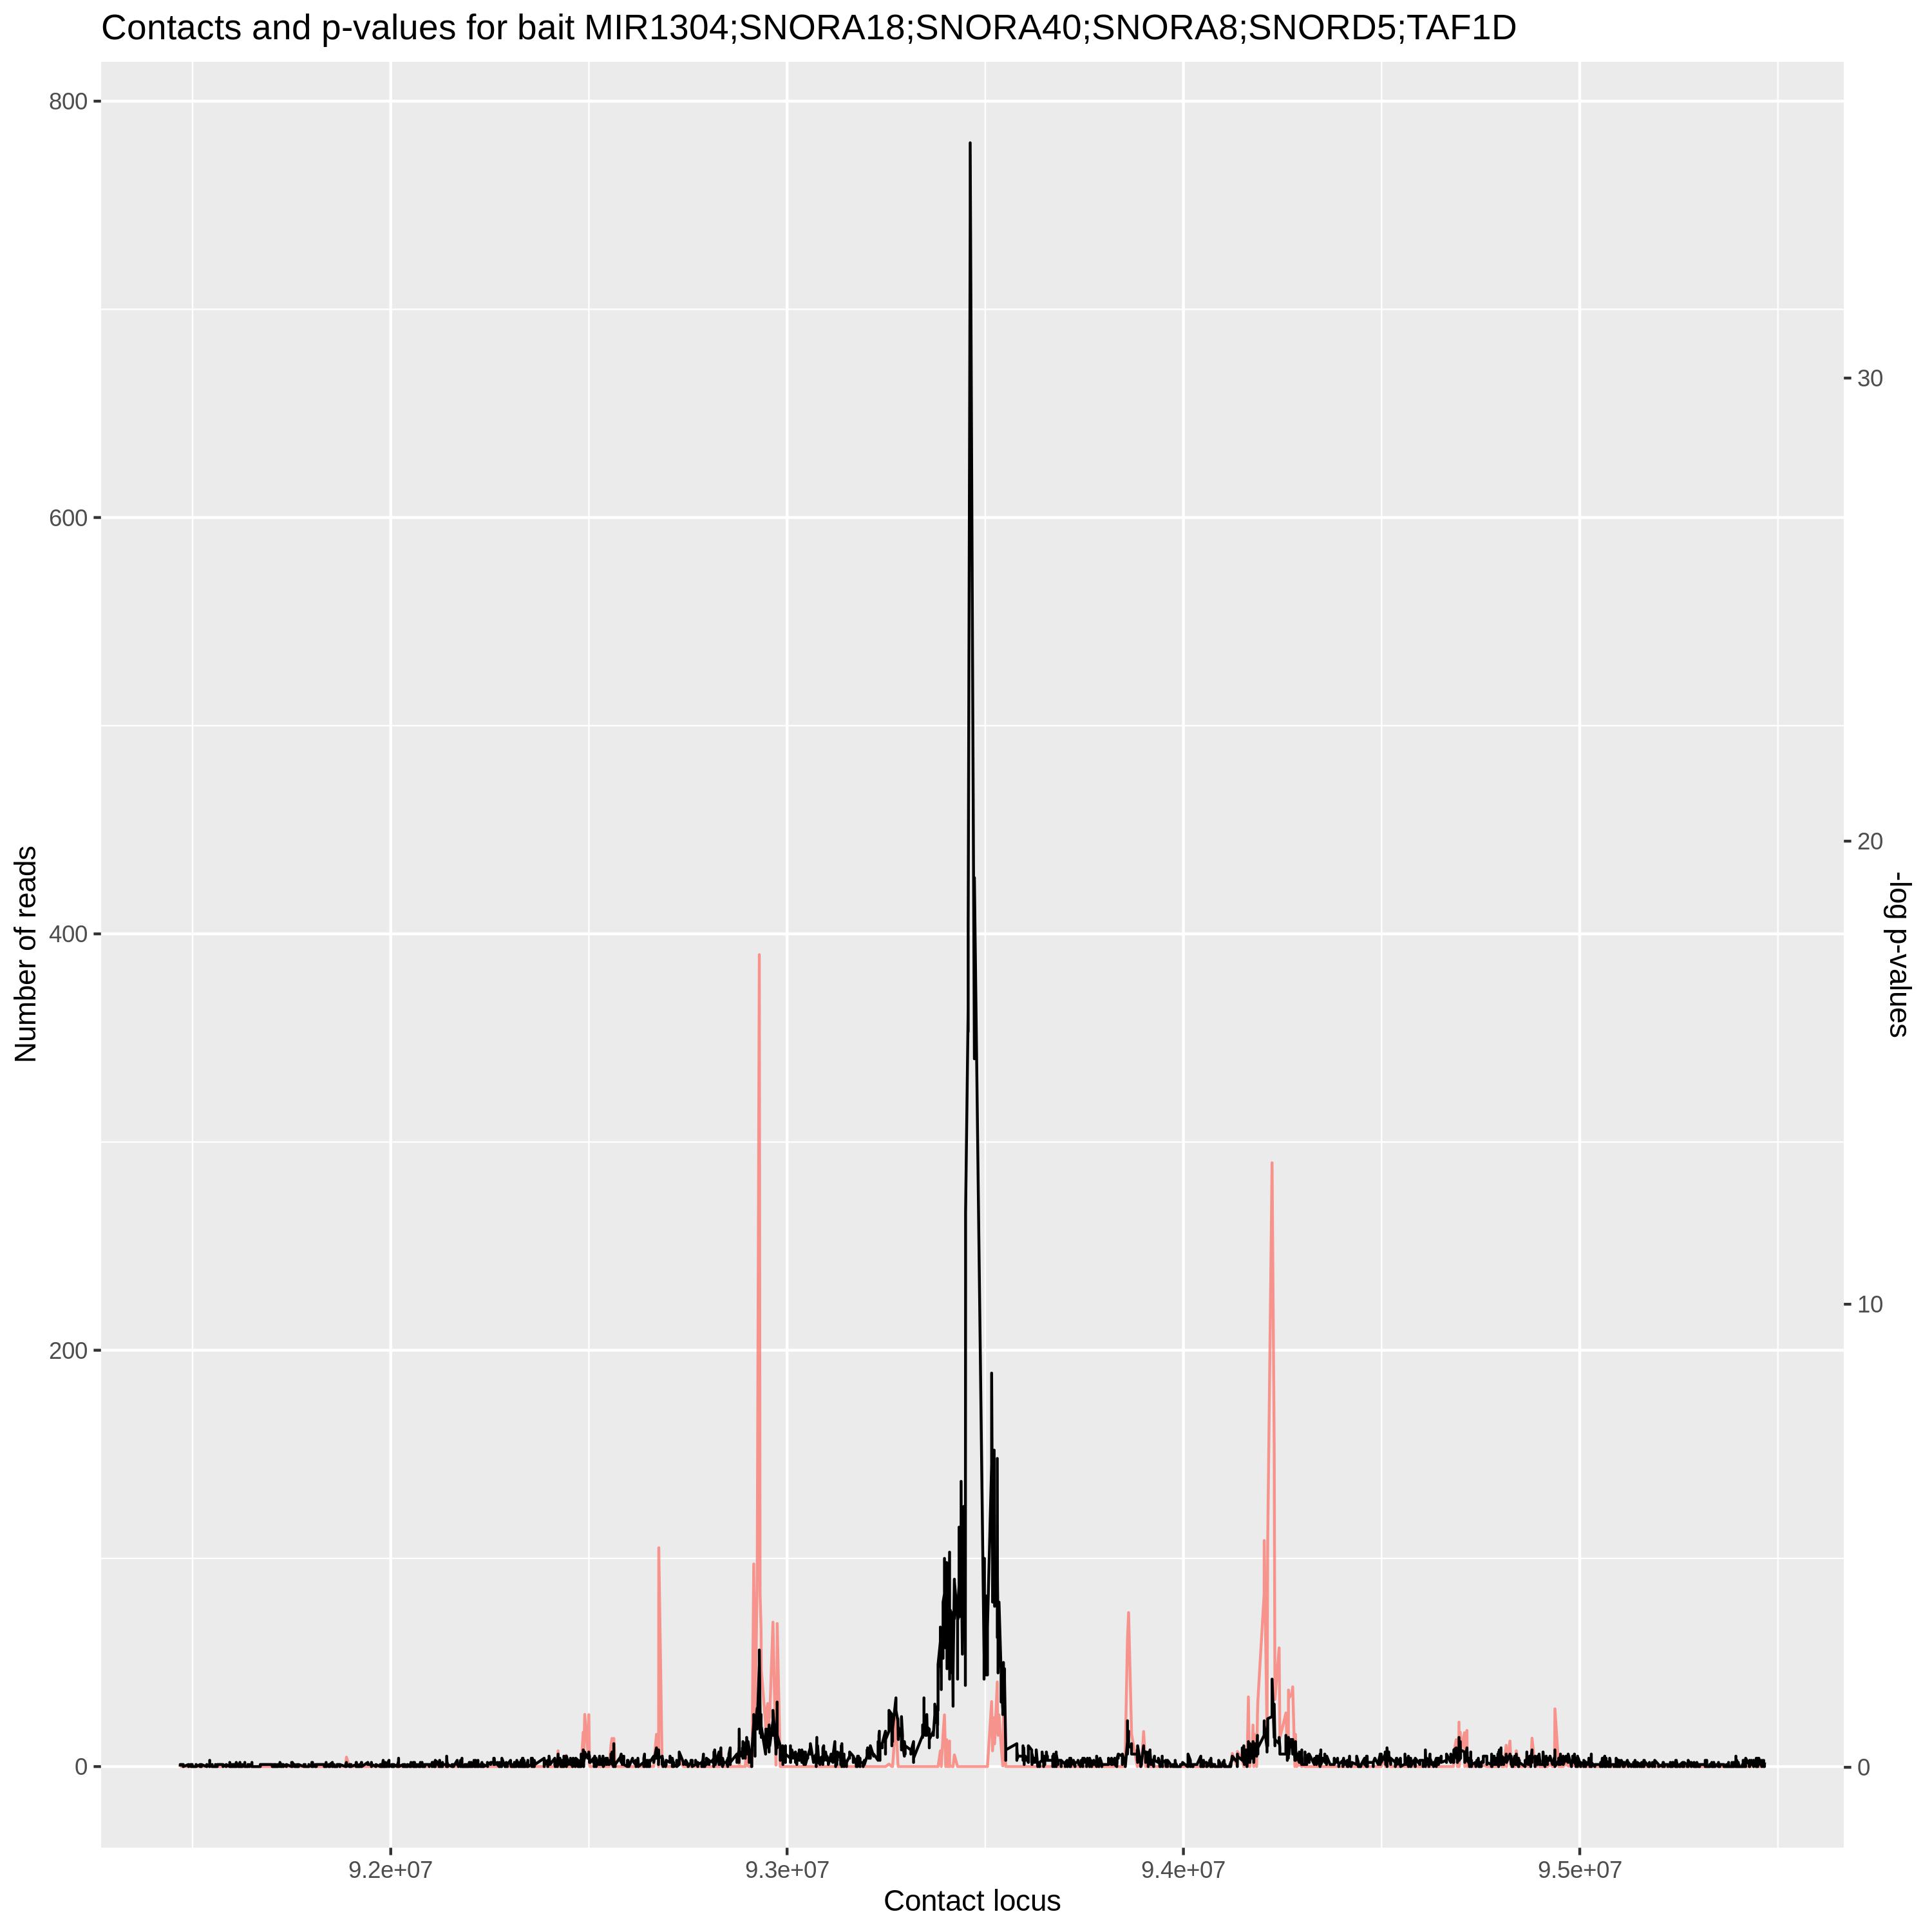 Contacts and p-values for bait MIR1304;SNORA18;SNORA40;SNORA8;SNORD5;TAF1D
800
600
400
200
0
Number of reads
30
20
10
0
-log p-values
9.2e+07
9.3e+07
9.4e+07
9.5e+07
Contact locus